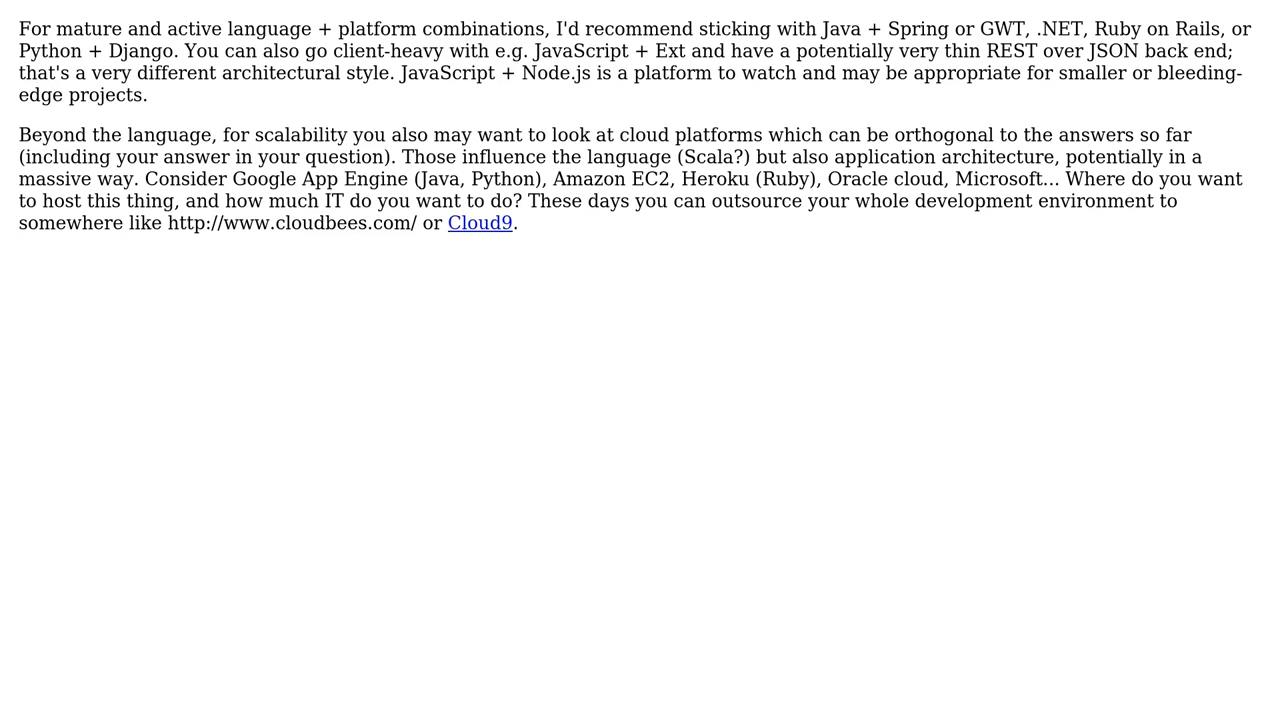 For mature and active language + platform combinations, I'd recommend sticking with Java + Spring or GWT, .NET, Ruby on Rails, or
Python + Django. You can also go client-heavy with e.g. JavaScript + Ext and have a potentially very thin REST over JSON back end;
that's a very different architectural style. JavaScript + Node.js is a platform to watch and may be appropriate for smaller or bleeding-
edge projects.
Beyond the language, for scalability you also may want to look at cloud platforms which can be orthogonal to the answers so far
(including your answer in your question). Those influence the language (Scala?) but also application architecture, potentially in a
massive way. Consider Google App Engine (Java, Python), Amazon EC2, Heroku (Ruby), Oracle cloud, Microsoft... Where do you want
to host this thing, and how much IT do you want to do? These days you can outsource your whole development environment to
somewhere like http://www.cloudbees.com/ or Cloud9.